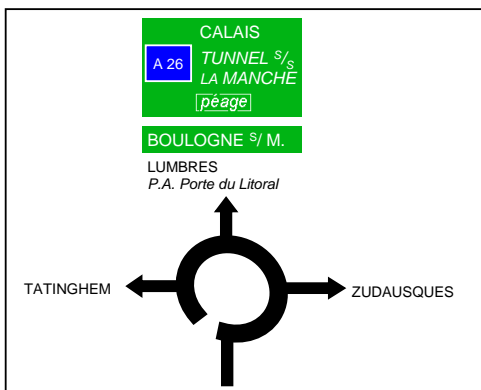 CALAIS
A 26
TUNNEL S/S
LA MANCHE
péage
BOULOGNE S/ M.
LUMBRES
P.A. Porte du Litoral
TATINGHEM
ZUDAUSQUES